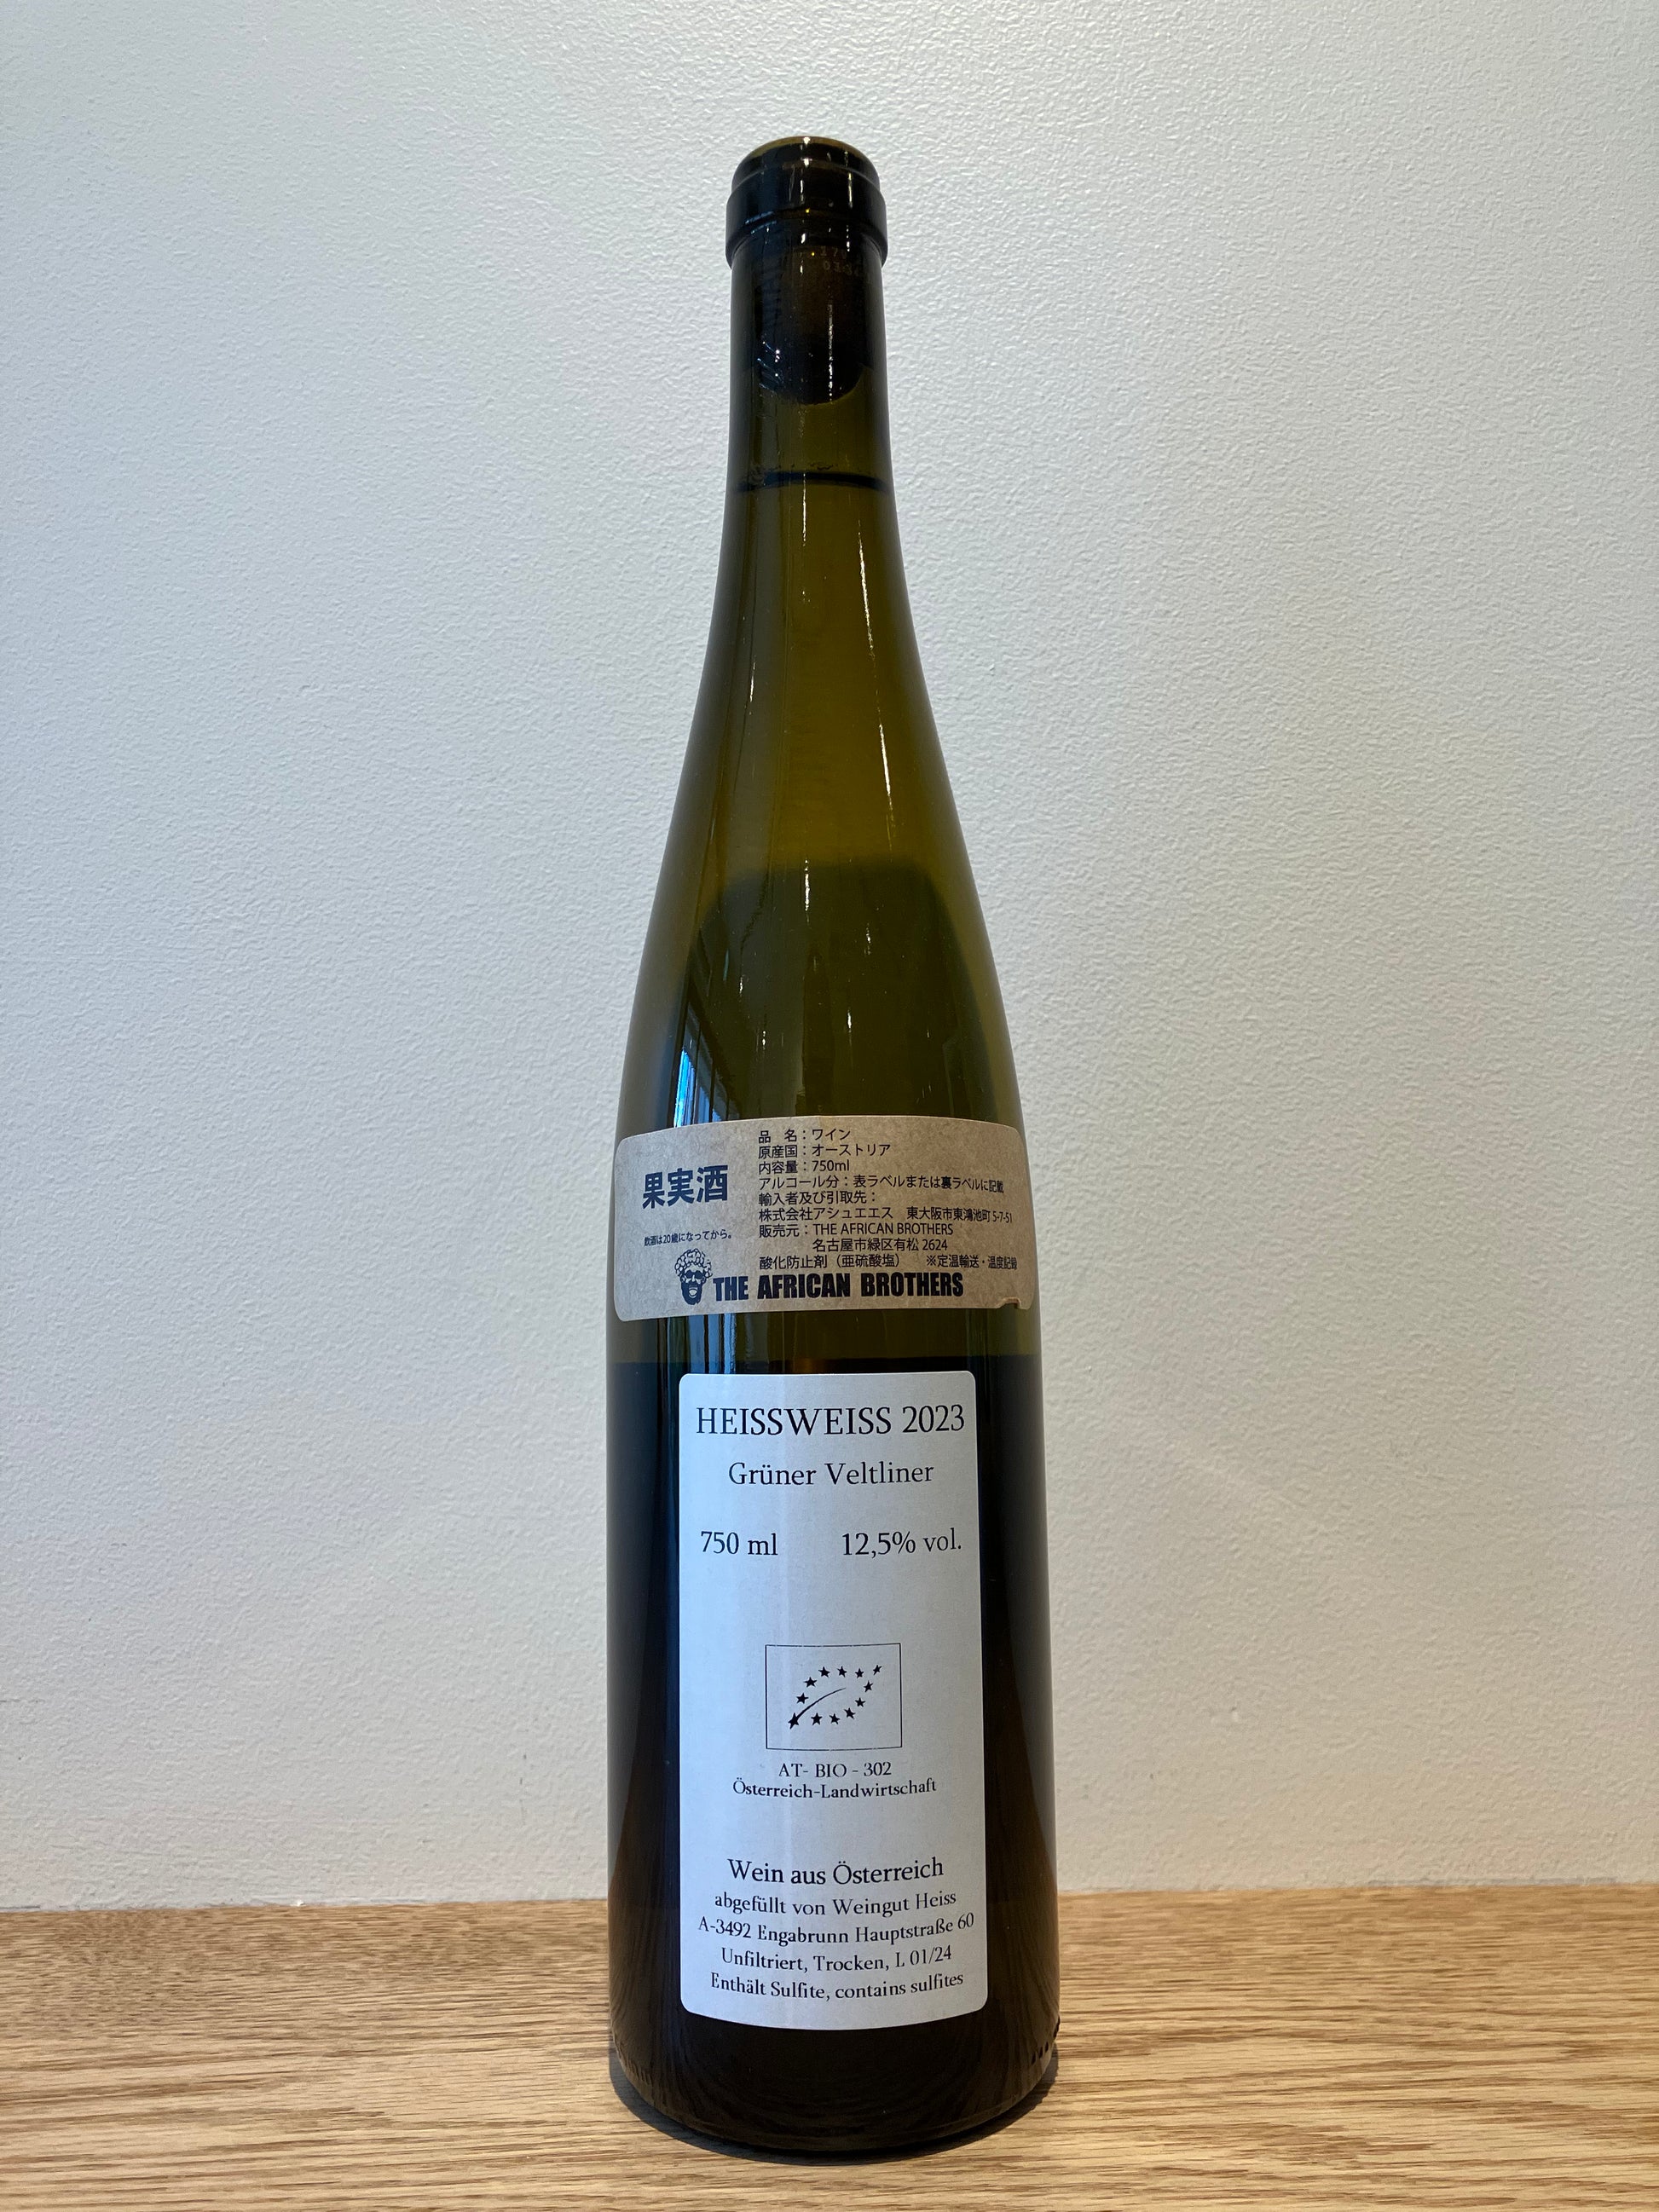 果実酒
飲酒は20歳になってから。
品 名：ワイン
原産国：オーストリア
内容量：750ml
アルコール分：表ラベルまたは裏ラベルに記載
輸入者及び引取先：
株式会社アシュエエス 東大阪市東鴻池町5-7-51
販売元：THE AFRICAN BROTHERS
名古屋市緑区有松 2624
酸化防止剤（亜硫酸塩） ※定温輸送・温度記録
THE AFRICAN BROTHERS
HEISSWEISS 2023
Grüner Veltliner
750 ml 12,5% vol.
AT- BIO - 302
Österreich-Landwirtschaft
Wein aus Österreich
abgefüllt von Weingut Heiss
A-3492 Engabrunn Hauptstraße 60
Unfiltriert, Trocken, L 01/24
Enthält Sulfite, contains sulfites